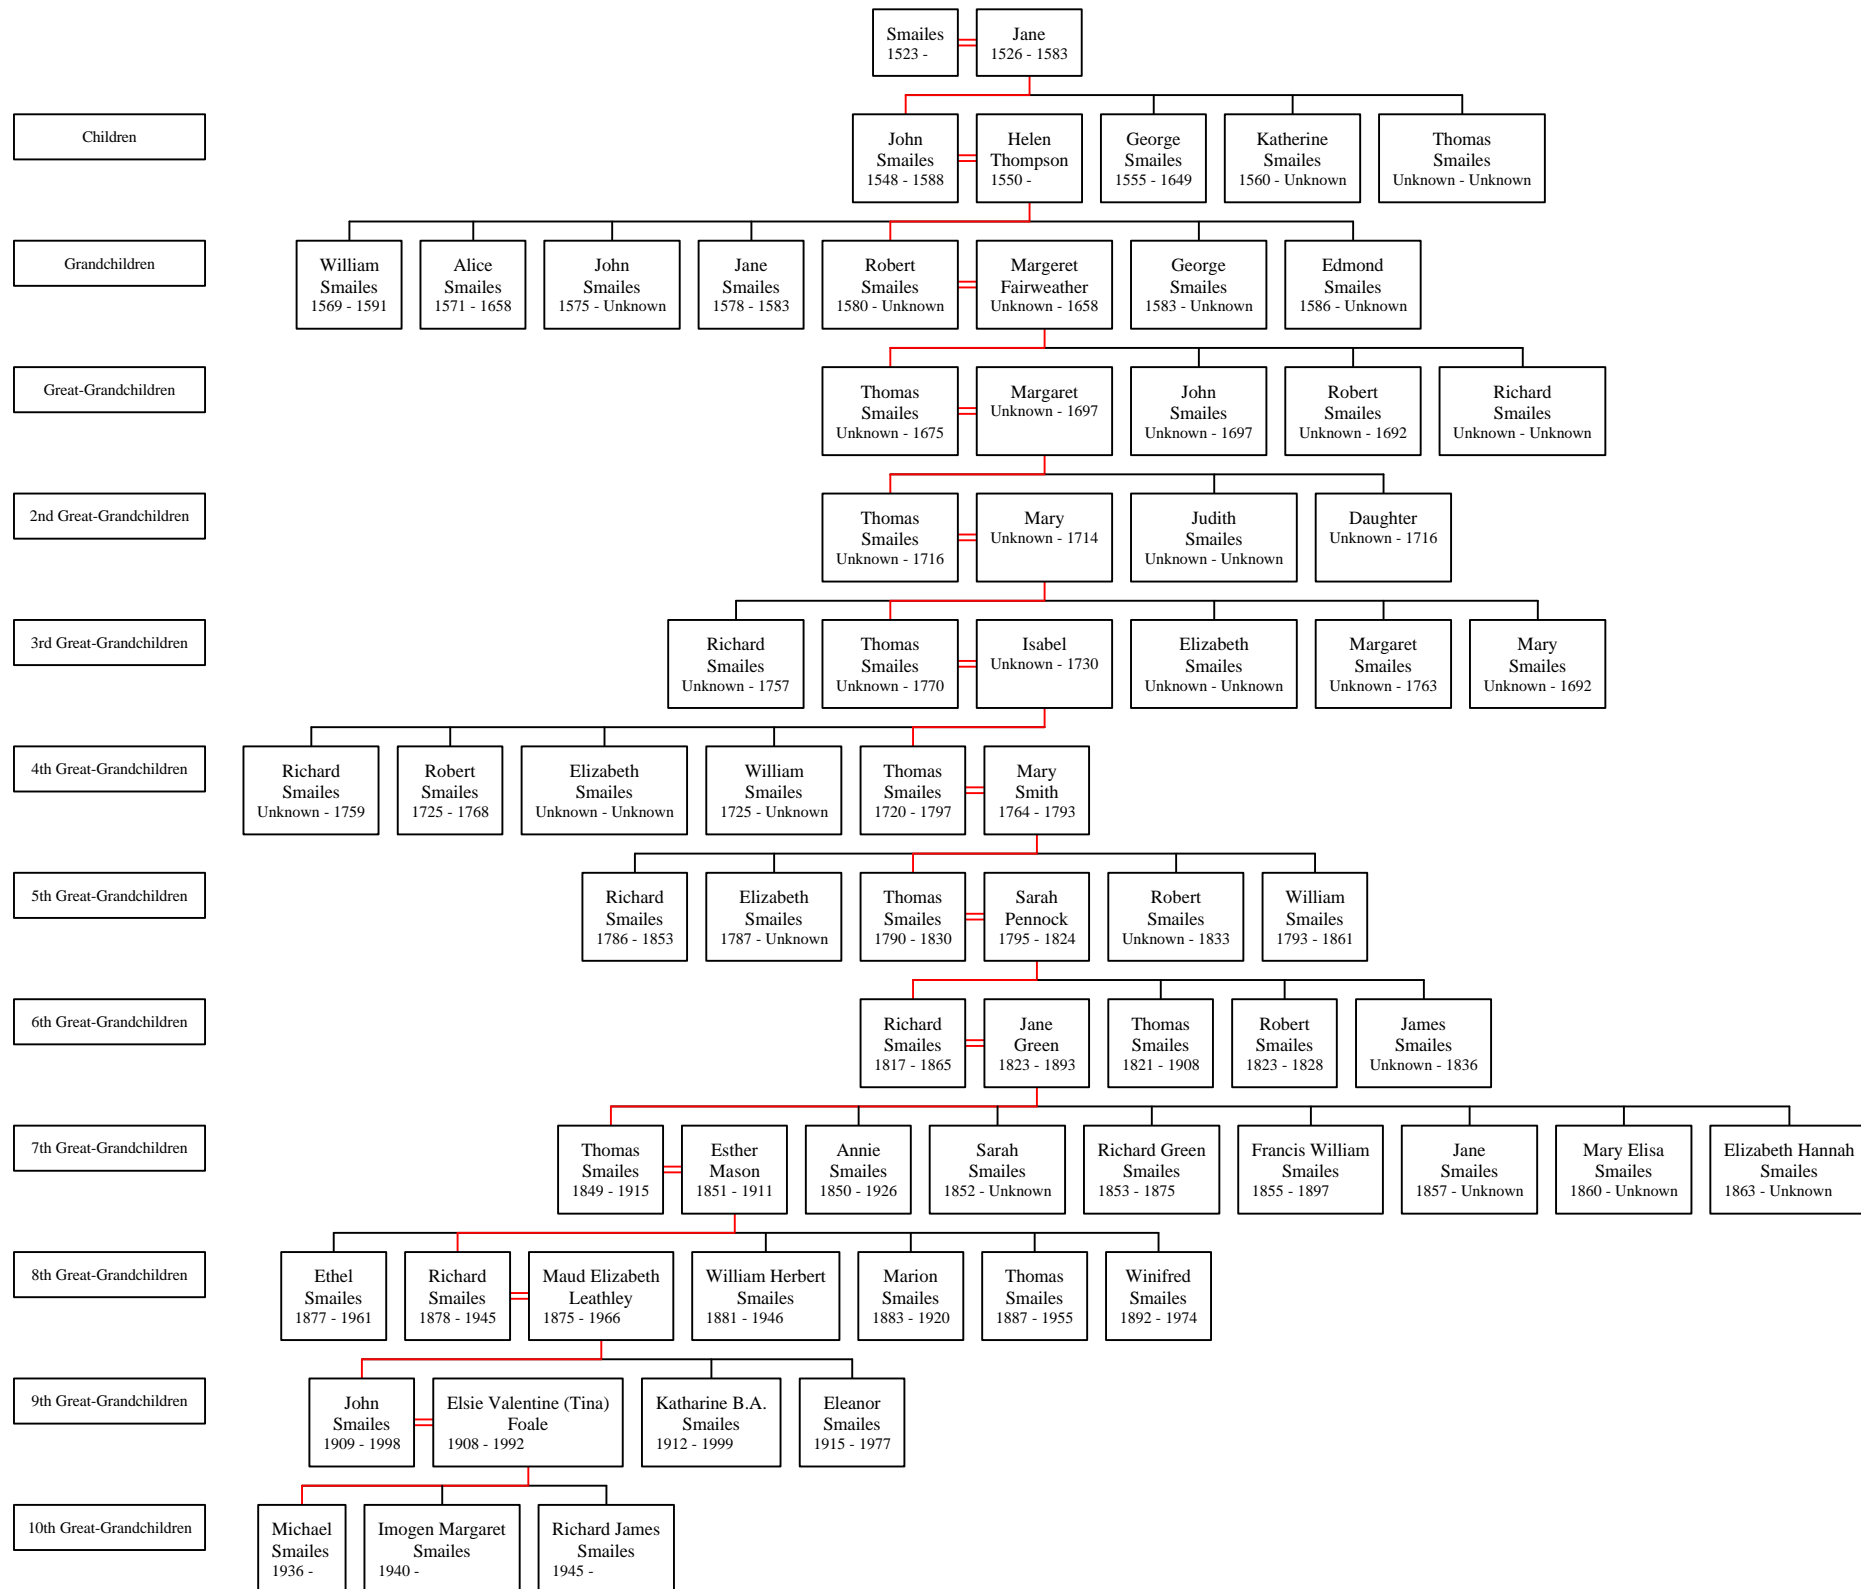 Smailes
1523 -
Jane
1526 - 1583
Children
John
Smailes
1548 - 1588
Helen
Thompson
1550 -
George
Smailes
1555 - 1649
Katherine
Smailes
1560 - Unknown
Thomas
Smailes
Unknown - Unknown
Grandchildren
William
Smailes
1569 - 1591
Alice
Smailes
1571 - 1658
John
Smailes
1575 - Unknown
Jane
Smailes
1578 - 1583
Robert
Smailes
1580 - Unknown
Margeret
Fairweather
Unknown - 1658
George
Smailes
1583 - Unknown
Edmond
Smailes
1586 - Unknown
Great-Grandchildren
Thomas
Smailes
Unknown - 1675
Margaret
Unknown - 1697
John
Smailes
Unknown - 1697
Robert
Smailes
Unknown - 1692
Richard
Smailes
Unknown - Unknown
2nd Great-Grandchildren
Thomas
Smailes
Unknown - 1716
Mary
Unknown - 1714
Judith
Smailes
Unknown - Unknown
Daughter
Unknown - 1716
3rd Great-Grandchildren
Richard
Smailes
Unknown - 1757
Thomas
Smailes
Unknown - 1770
Isabel
Unknown - 1730
Elizabeth
Smailes
Unknown - Unknown
Margaret
Smailes
Unknown - 1763
Mary
Smailes
Unknown - 1692
4th Great-Grandchildren
Richard
Smailes
Unknown - 1759
Robert
Smailes
1725 - 1768
Elizabeth
Smailes
Unknown - Unknown
William
Smailes
1725 - Unknown
Thomas
Smailes
1720 - 1797
Mary
Smith
1764 - 1793
5th Great-Grandchildren
Richard
Smailes
1786 - 1853
Elizabeth
Smailes
1787 - Unknown
Thomas
Smailes
1790 - 1830
Sarah
Pennock
1795 - 1824
Robert
Smailes
Unknown - 1833
William
Smailes
1793 - 1861
6th Great-Grandchildren
Richard
Smailes
1817 - 1865
Jane
Green
1823 - 1893
Thomas
Smailes
1821 - 1908
Robert
Smailes
1823 - 1828
James
Smailes
Unknown - 1836
7th Great-Grandchildren
Thomas
Smailes
1849 - 1915
Esther
Mason
1851 - 1911
Annie
Smailes
1850 - 1926
Sarah
Smailes
1852 - Unknown
Richard Green
Smailes
1853 - 1875
Francis William
Smailes
1855 - 1897
Jane
Smailes
1857 - Unknown
Mary Elisa
Smailes
1860 - Unknown
Elizabeth Hannah
Smailes
1863 - Unknown
8th Great-Grandchildren
Ethel
Smailes
1877 - 1961
Richard
Smailes
1878 - 1945
Maud Elizabeth
Leathley
1875 - 1966
William Herbert
Smailes
1881 - 1946
Marion
Smailes
1883 - 1920
Thomas
Smailes
1887 - 1955
Winifred
Smailes
1892 - 1974
9th Great-Grandchildren
John
Smailes
1909 - 1998
Elsie Valentine (Tina)
Foale
1908 - 1992
Katharine B.A.
Smailes
1912 - 1999
Eleanor
Smailes
1915 - 1977
10th Great-Grandchildren
Michael
Smailes
1936 -
Imogen Margaret
Smailes
1940 -
Richard James
Smailes
1945 -